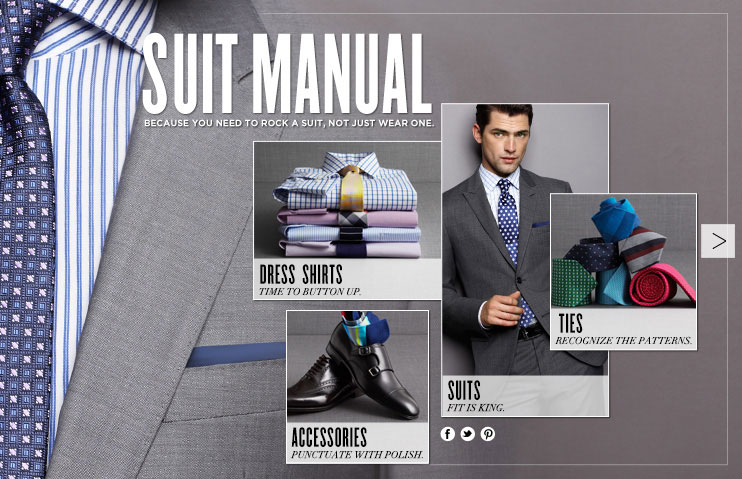 SUIT MANUAL
BECAUSE YOU NEED TO ROCK A SUIT, NOT JUST WEAR ONE.
DRESS SHIRTS
TIME TO BUTTON UP.
TIES
RECOGNIZE THE PATTERNS.
SUITS
FIT IS KING.
ACCESSORIES
PUNCTUATE WITH POLISH.